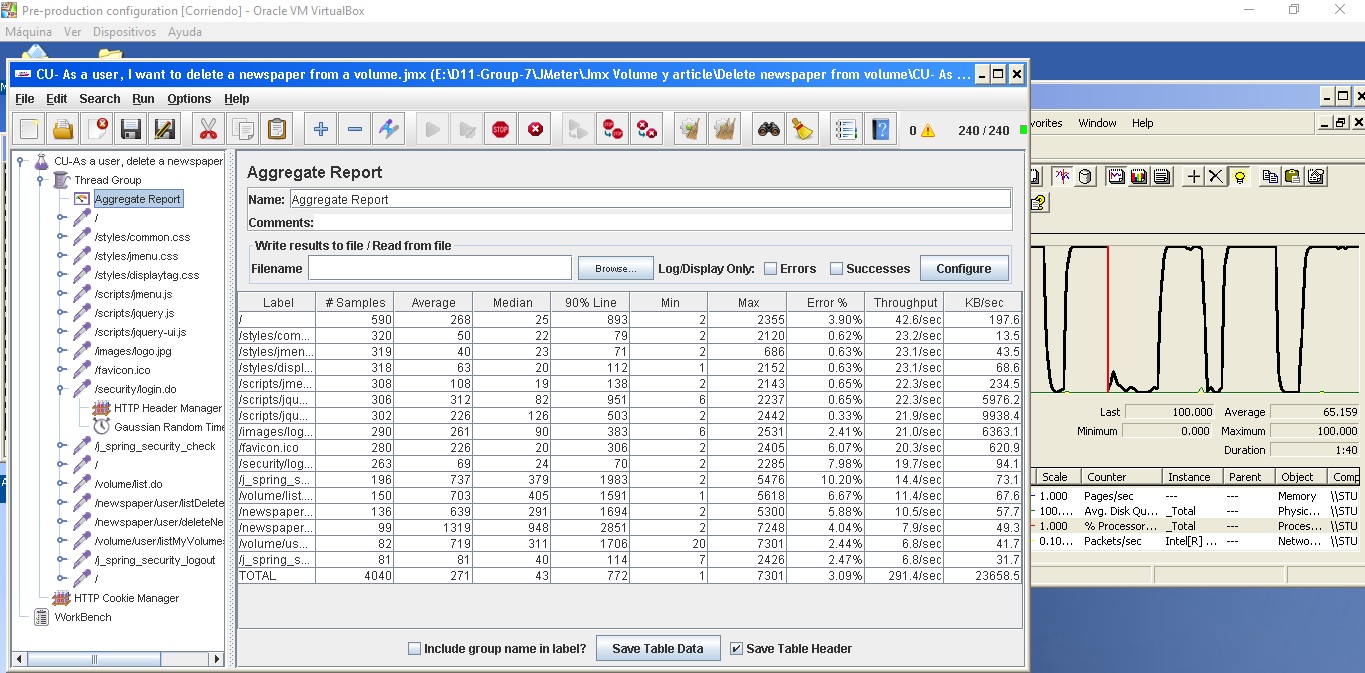 Pre-production configuration [Corriendo] - Oracle VM VirtualBox
Máquina Ver Dispositivos Ayuda
CU- As a user, I want to delete a newspaper from a volume.jmx (E:\D11-Group-7\JMeter\Jmx Volume y article\Delete newspaper from volume\CU- As ...
File Edit Search Run Options Help
0 240 / 240
CU-As a user, delete a newspaper
Thread Group
Aggregate Report
/
/styles/common.css
/styles/jmenu.css
/styles/displaytag.css
/scripts/jmenu.js
/scripts/jquery.js
/scripts/jquery-ui.js
/images/logo.jpg
/favicon.ico
/security/login.do
HTTP Header Manager
Gaussian Random Time
/j_spring_security_check
/
/volume/list.do
/newspaper/user/listDelete
/newspaper/user/deleteNe
/volume/user/listMyVolume
/j_spring_security_logout
/
HTTP Cookie Manager
WorkBench
Aggregate Report
Name: Aggregate Report
Comments:
Write results to file / Read from file
Filename Browse... Log/Display Only: Errors Successes Configure
Label # Samples Average Median 90% Line Min Max Error % Throughput KB/sec
/ 590 268 25 893 2 2355 3.90% 42.6/sec 197.6
/styles/com... 320 50 22 79 2 2120 0.62% 23.2/sec 13.5
/styles/jmen... 319 40 23 71 2 686 0.63% 23.1/sec 43.5
/styles/displ... 318 63 20 112 1 2152 0.63% 23.1/sec 68.6
/scripts/jme... 308 108 19 138 2 2143 0.65% 22.3/sec 234.5
/scripts/jqu... 306 312 82 951 6 2237 0.65% 22.2/sec 5976.2
/scripts/jqu... 302 226 126 503 2 2442 0.33% 21.9/sec 9938.4
/images/log... 290 261 90 383 6 2531 2.41% 21.0/sec 6363.1
/favicon.ico 280 226 20 306 2 2405 6.07% 20.3/sec 620.9
/security/log... 263 69 24 70 2 2285 7.98% 19.7/sec 94.1
/j_spring_s... 196 737 379 1983 2 5476 10.20% 14.4/sec 73.1
/volume/list.... 150 703 405 1591 1 5618 6.67% 11.4/sec 67.6
/newspaper... 136 639 291 1694 2 5300 5.88% 10.5/sec 57.7
/newspaper... 99 1319 948 2851 2 7248 4.04% 7.9/sec 49.3
/volume/us... 82 719 311 1706 20 7301 2.44% 6.8/sec 41.7
/j_spring_s... 81 81 40 114 7 2426 2.47% 6.8/sec 31.7
TOTAL 4040 271 43 772 1 7301 3.09% 291.4/sec 23658.5
Include group name in label? Save Table Data Save Table Header
vorites Window Help
Last 100.000 Average 65.159
Minimum 0.000 Maximum 100.000
Duration 1:40
Scale Counter Instance Parent Object Comp
1.000 Pages/sec --- --- Memory \\STU
100.... Avg. Disk Qu... _Total --- Physic... \\STU
1.000 % Processor... _Total --- Proces... \\STU
0.10... Packets/sec Intel[R] ... --- Netwo... \\STU